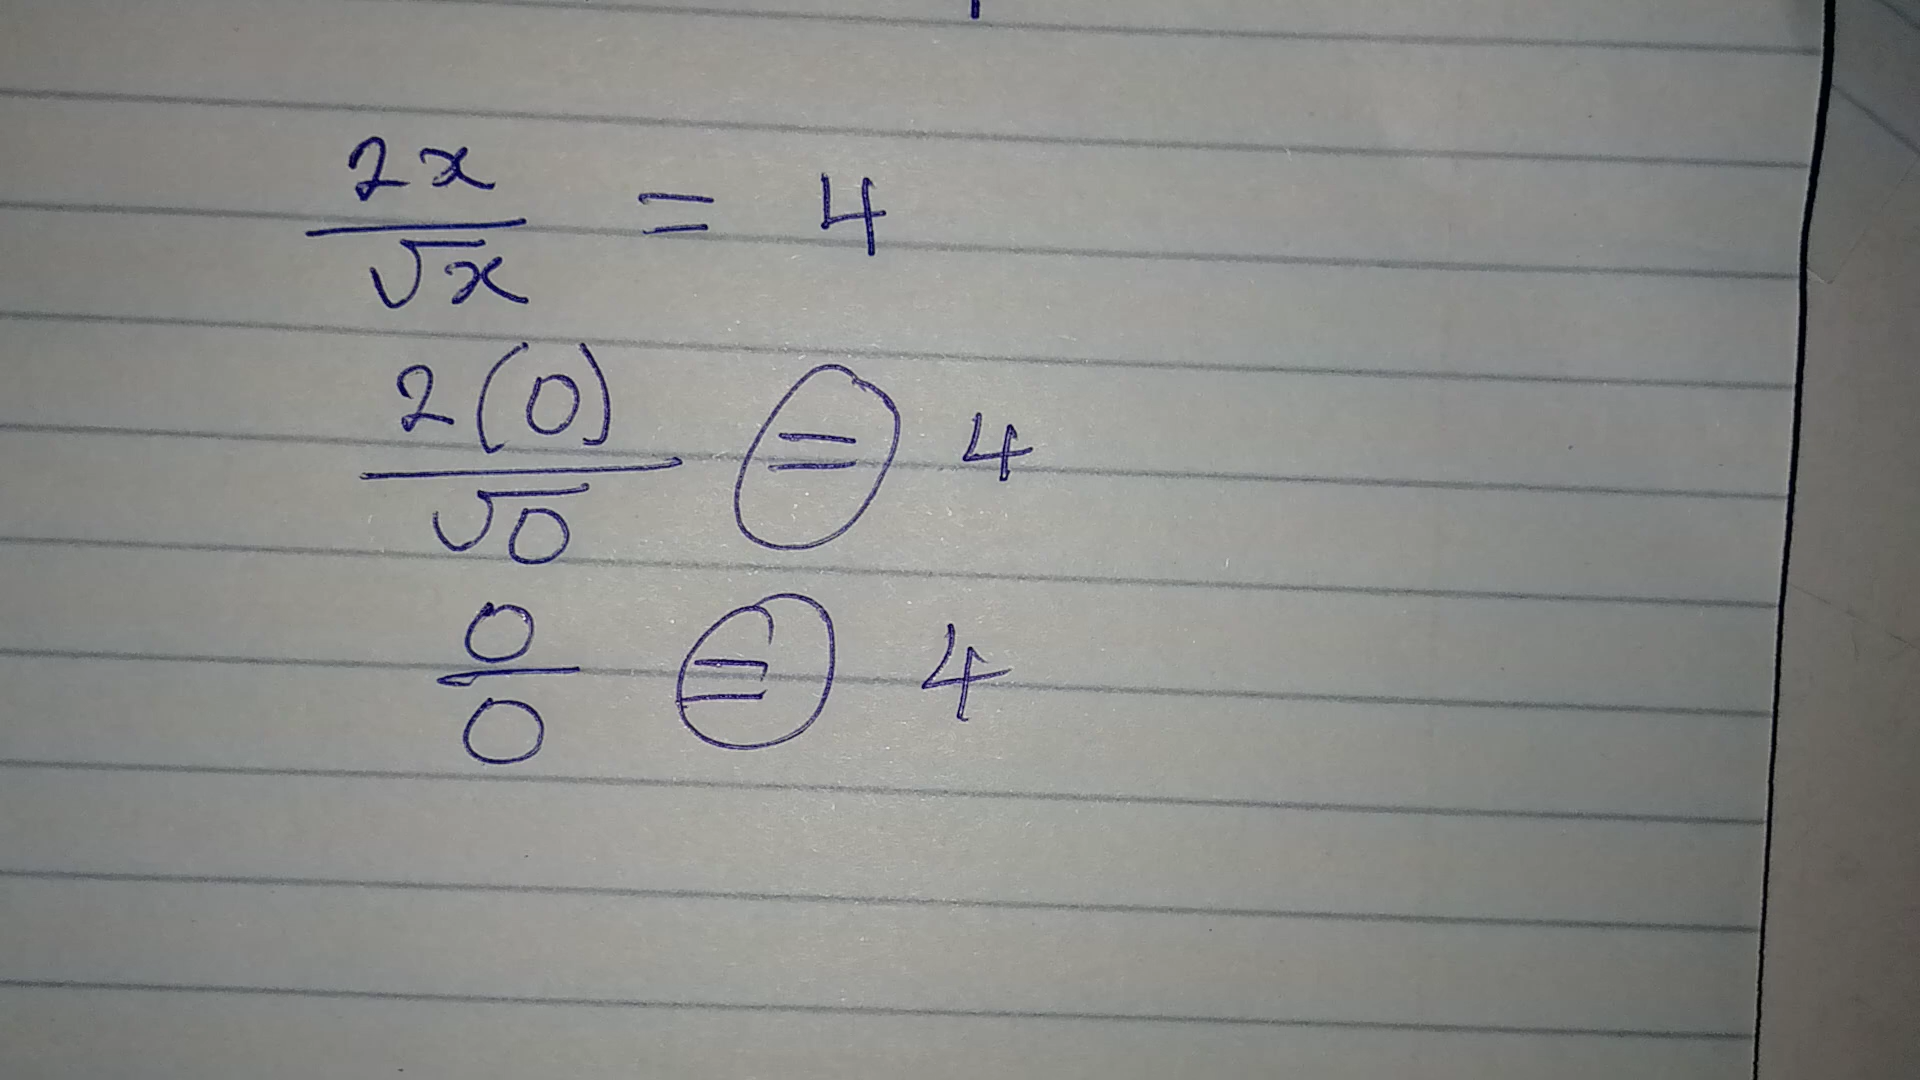 2x/√x = 4
2(0)/√0 = 4
0/0 = 4